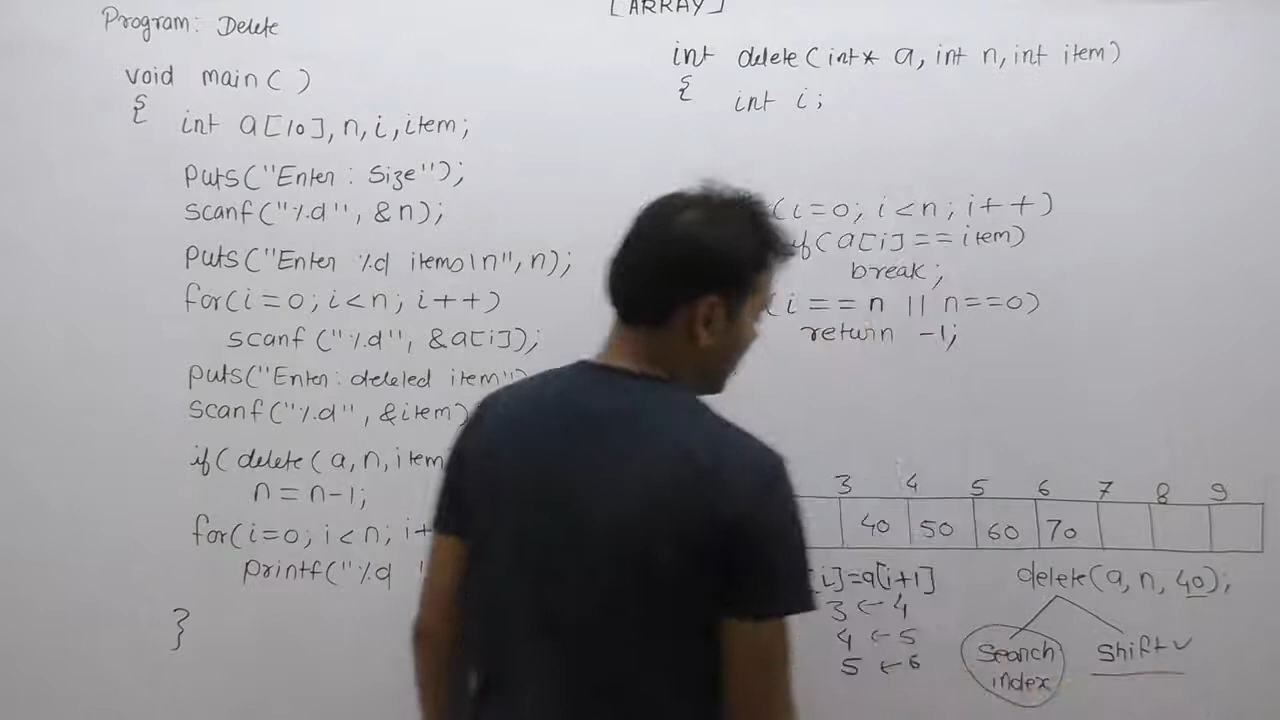 [ARRAY]
Program: Delete
void main( )
{
int a[10], n, i, item;
puts("Enter : Size");
scanf("%d", &n);
puts("Enter %d items\n", n);
for(i=0; i<n; i++)
scanf("%d", &a[i]);
puts("Enter: deleled item")
scanf("%d", &item)
if( delete( a, n, item
n=n-1;
for(i=0; i<n; i+
printf("%d
}
int delete(int* a, int n, int item)
{
int i;
(i=0; i<n; i++)
if( a[i]==item)
break;
(i==n || n==0)
return -1;
3 4 5 6 7 8 9
40 50 60 70
[i]=a[i+1]
3 ← 4
4 ← 5
5 ← 6
delete(a, n, 40);
Search
index
Shift✓